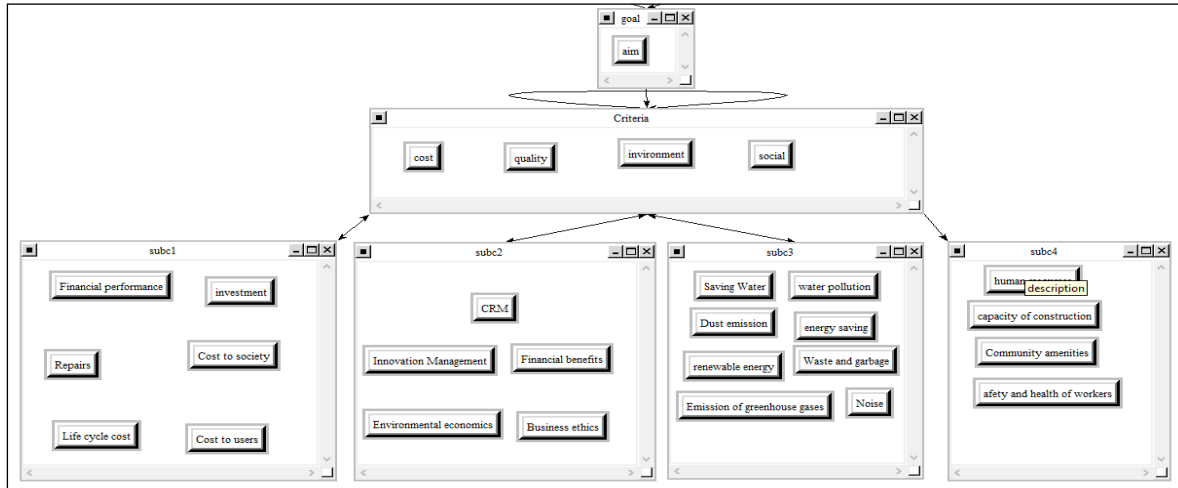 goal
aim
Criteria
cost
quality
invironment
social
subc1
Financial performance
investment
Repairs
Cost to society
Life cycle cost
Cost to users
subc2
CRM
Innovation Management
Financial benefits
Environmental economics
Business ethics
subc3
Saving Water
water pollution
Dust emission
energy saving
renewable energy
Waste and garbage
Emission of greenhouse gases
Noise
subc4
human
description
capacity of construction
Community amenities
afety and health of workers